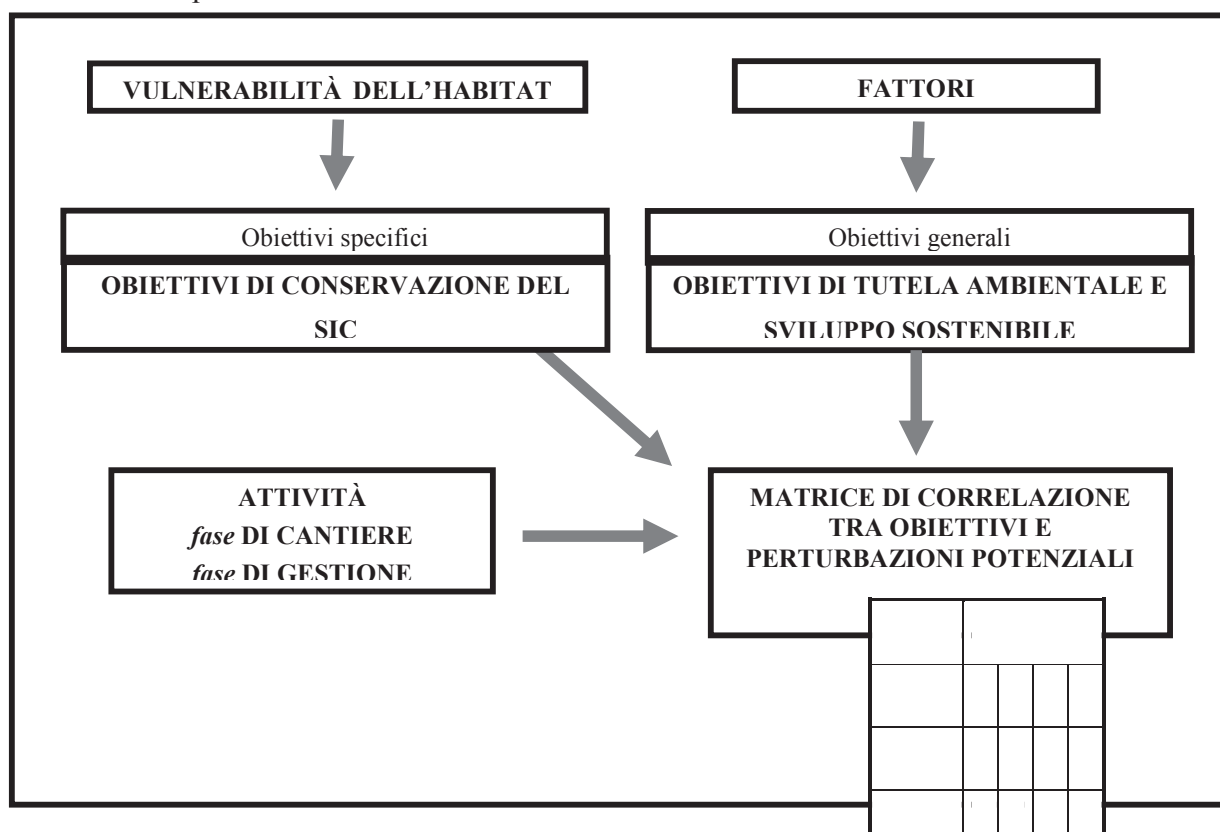 VULNERABILITÀ DELL'HABITAT
FATTORI
Obiettivi specifici
OBIETTIVI DI CONSERVAZIONE DEL
SIC
Obiettivi generali
OBIETTIVI DI TUTELA AMBIENTALE E
SVILUPPO SOSTENIBILE
ATTIVITÀ
fase DI CANTIERE
fase DI GESTIONE
MATRICE DI CORRELAZIONE
TRA OBIETTIVI E
PERTURBAZIONI POTENZIALI